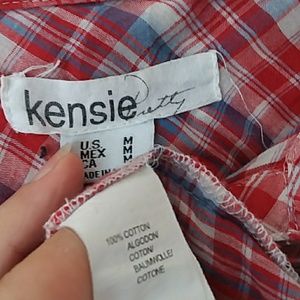 kensie
pretty
U.S. M
MEX M
CA M
MADE IN
100% COTTON
ALGODON
COTON/
BAUMWOLLE/
COTONE